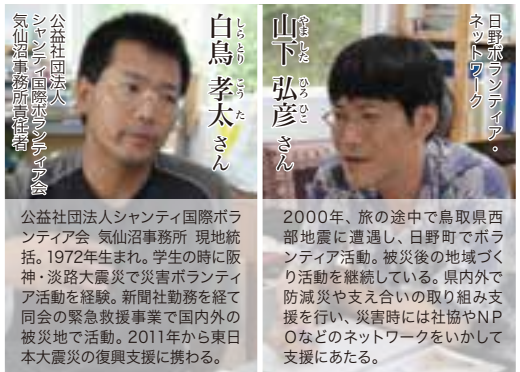 日野ボランティア・
ネットワーク
山下 弘彦 さん
やました ひろひこ
2000年、旅の途中で鳥取県西
部地震に遭遇し、日野町でボラ
ンティア活動。被災後の地域づく
り活動を継続している。県内外で
防減災や支え合いの取り組み支
援を行い、災害時には社協やNP
Oなどのネットワークをいかして
支援にあたる。
白鳥 孝太 さん
しらとり こうた
公益社団法人
シャンティ国際ボランティア会
気仙沼事務所責任者
公益社団法人シャンティ国際ボラ
ンティア会 気仙沼事務所 現地統
括。1972年生まれ。学生の時に阪
神・淡路大震災で災害ボランティ
ア活動を経験。新聞社勤務を経て
同会の緊急救援事業で国内外の
被災地で活動。2011年から東日
本大震災の復興支援に携わる。